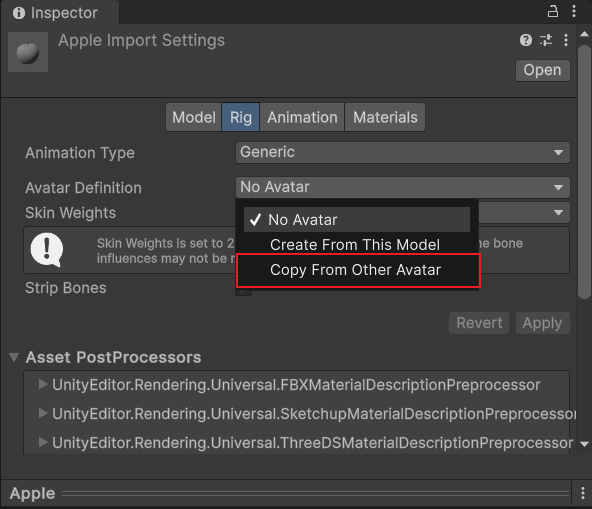 Inspector
Apple Import Settings
Open
Model Rig Animation Materials
Animation Type Generic
Avatar Definition No Avatar
Skin Weights
✓ No Avatar
Create From This Model
Copy From Other Avatar
Skin Weights is set to 2
ne bone
influences may not be
Strip Bones
Revert Apply
Asset PostProcessors
UnityEditor.Rendering.Universal.FBXMaterialDescriptionPreprocessor
UnityEditor.Rendering.Universal.SketchupMaterialDescriptionPreprocessor
UnityEditor.Rendering.Universal.ThreeDSMaterialDescriptionPreprocessor
Apple